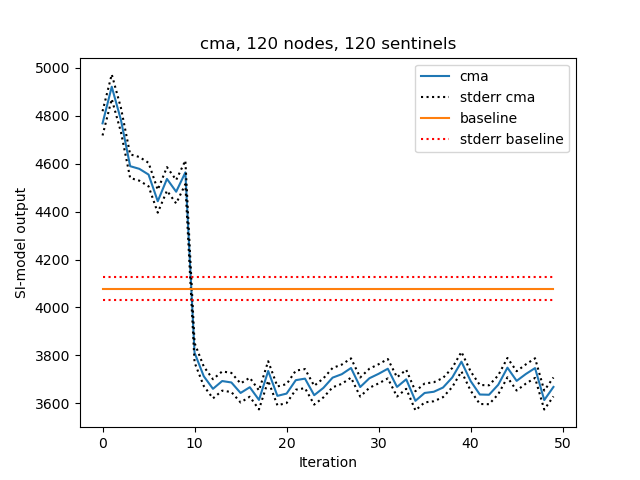 cma, 120 nodes, 120 sentinels
5000
4800
4600
4400
4200
4000
3800
3600
SI-model output
cma
stderr cma
baseline
stderr baseline
0 10 20 30 40 50
Iteration